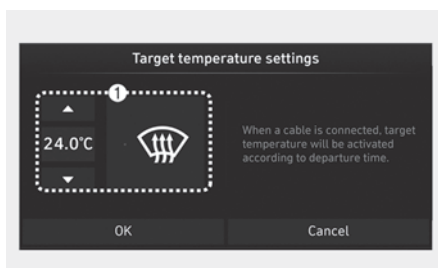 Target temperature settings
1
24.0°C
When a cable is connected, target
temperature will be activated
according to departure time.
OK
Cancel